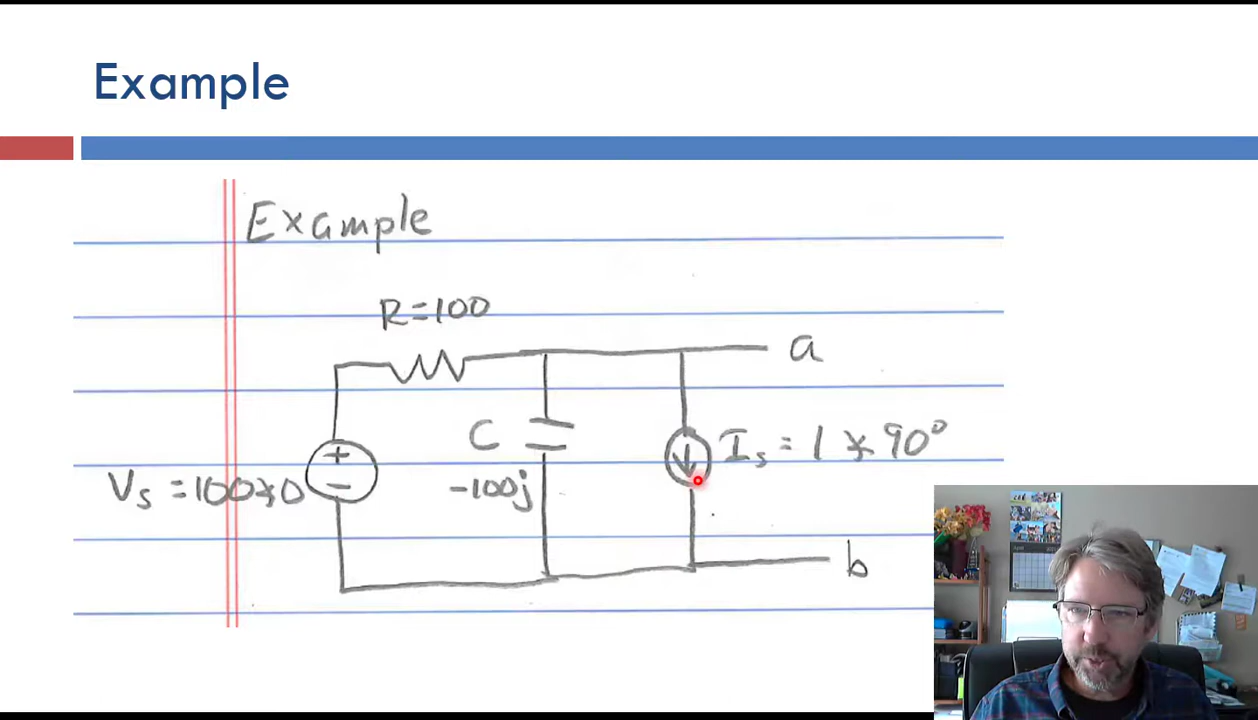 Example
Example
R=100
a
C
Is = 1∡90°
Vs =100∡0
+
−
-100j
b